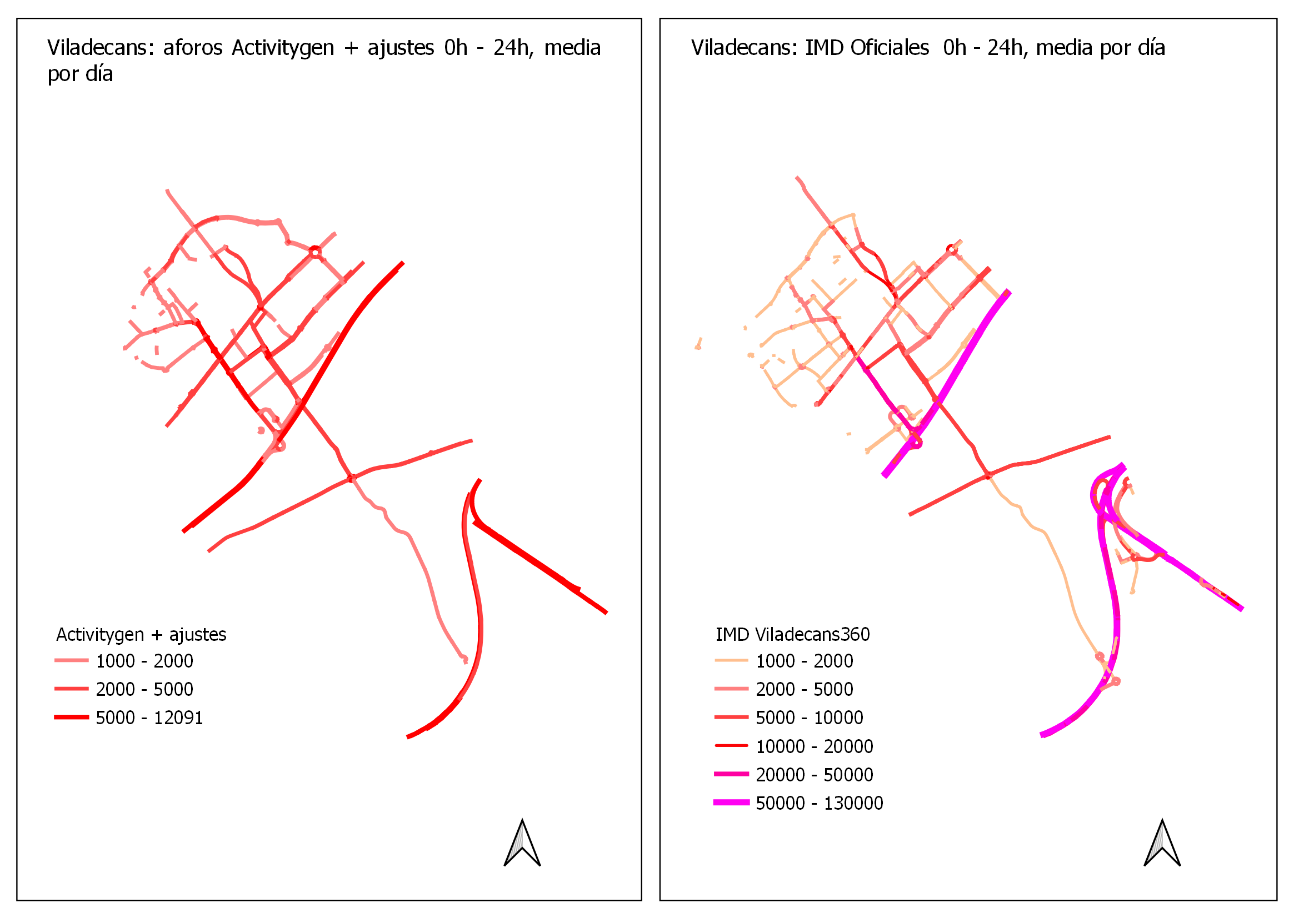 Viladecans: aforos Activitygen + ajustes 0h - 24h, media
por día
Activitygen + ajustes
1000 - 2000
2000 - 5000
5000 - 12091
Viladecans: IMD Oficiales 0h - 24h, media por día
IMD Viladecans360
1000 - 2000
2000 - 5000
5000 - 10000
10000 - 20000
20000 - 50000
50000 - 130000